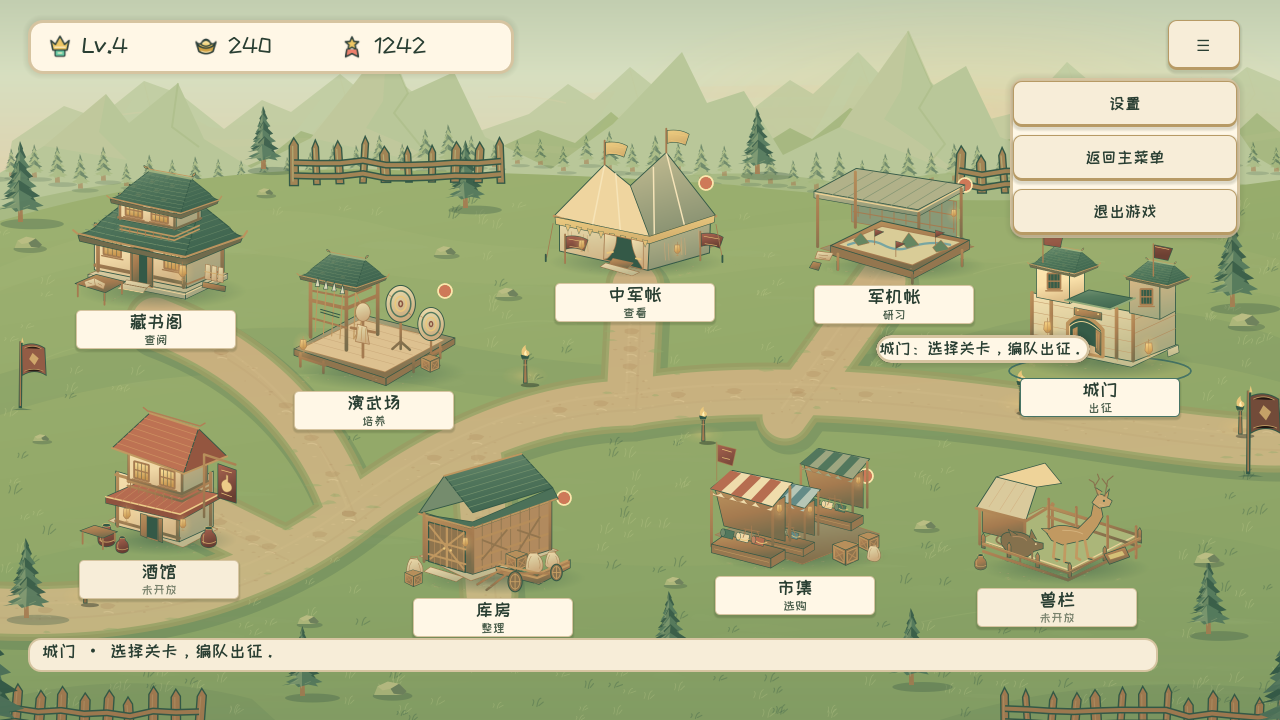 Lv.4
240
1242
☰
设置
返回主菜单
退出游戏
中军帐
查看
军机帐
研习
藏书阁
查阅
城门：选择关卡，编队出征。
城门
出征
演武场
培养
酒馆
未开放
市集
选购
兽栏
未开放
库房
整理
城门 · 选择关卡，编队出征。